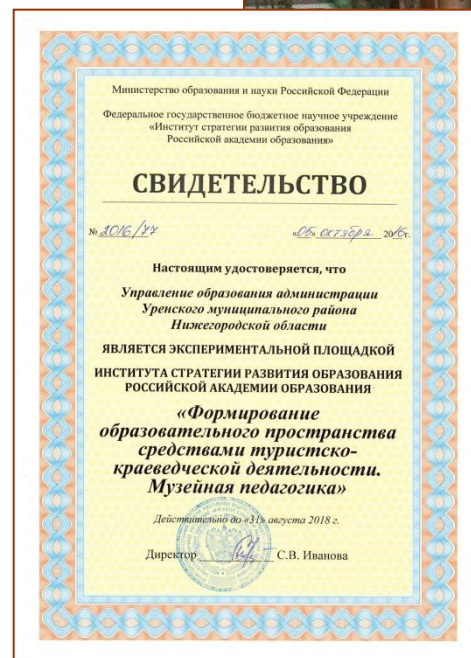 Министерство образования и науки Российской Федерации
Федеральное государственное бюджетное научное учреждение
«Институт стратегии развития образования
Российской академии образования»
СВИДЕТЕЛЬСТВО
№ 2016/77 «05» октября 2016г.
Настоящим удостоверяется, что
Управление образования администрации
Уренского муниципального района
Нижегородской области
ЯВЛЯЕТСЯ ЭКСПЕРИМЕНТАЛЬНОЙ ПЛОЩАДКОЙ
ИНСТИТУТА СТРАТЕГИИ РАЗВИТИЯ ОБРАЗОВАНИЯ
РОССИЙСКОЙ АКАДЕМИИ ОБРАЗОВАНИЯ
«Формирование
образовательного пространства
средствами туристско-
краеведческой деятельности.
Музейная педагогика»
Действительно до «31» августа 2018 г.
Директор С.В. Иванова